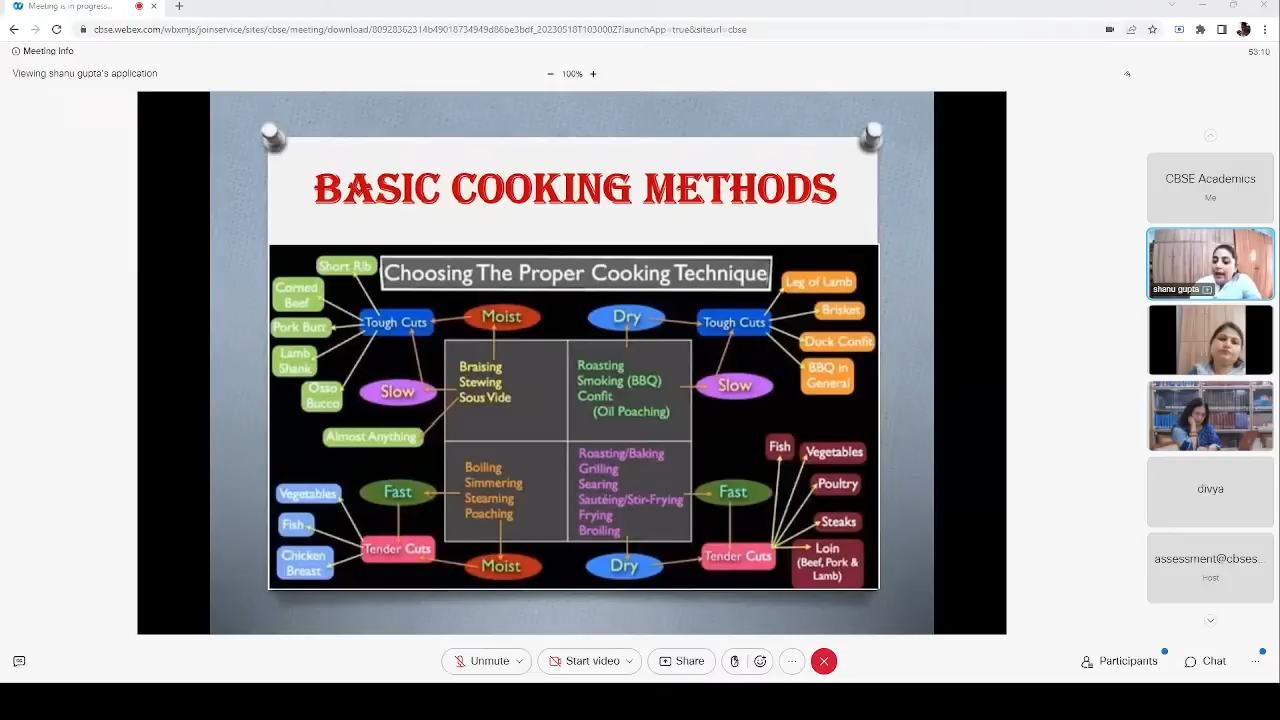 Meeting is in progress...
cbse.webex.com/wbxmjs/joinservice/sites/cbse/meeting/download/80928362314b49018734949d86be3bdf_20230518T103000Z?launchApp=true&siteurl=cbse
Meeting Info
53:10
Viewing shanu gupta's application
100%
BASIC COOKING METHODS
Choosing The Proper Cooking Technique
Short Rib
Corned
Beef
Pork Butt
Lamb
Shank
Osso
Bucco
Almost Anything
Tough Cuts
Moist
Slow
Braising
Stewing
Sous Vide
Dry
Tough Cuts
Slow
Roasting
Smoking (BBQ)
Confit
(Oil Poaching)
Leg of Lamb
Brisket
Duck Confit
BBQ in
General
Vegetables
Fish
Chicken
Breast
Fast
Tender Cuts
Moist
Boiling
Simmering
Steaming
Poaching
Roasting/Baking
Grilling
Searing
Sautéing/Stir-Frying
Frying
Broiling
Fast
Tender Cuts
Dry
Fish
Vegetables
Poultry
Steaks
Loin
(Beef, Pork &
Lamb)
CBSE Academics
Me
shanu gupta
divya
assessment@cbses...
Host
Unmute
Start video
Share
Participants
Chat